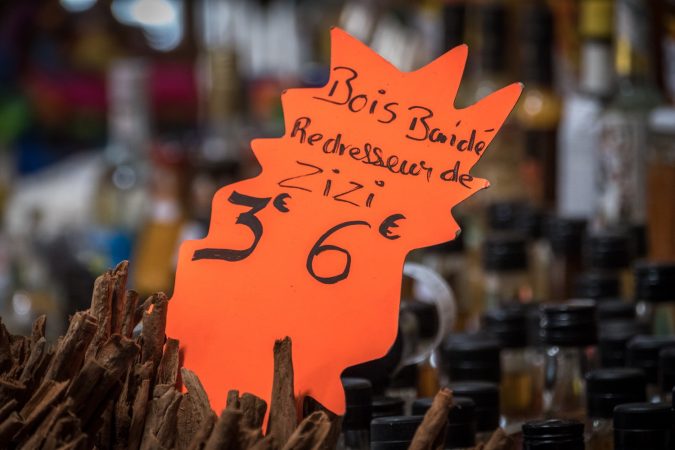 Bois Baidé
Redresseur de
Zizi
3€ 6€